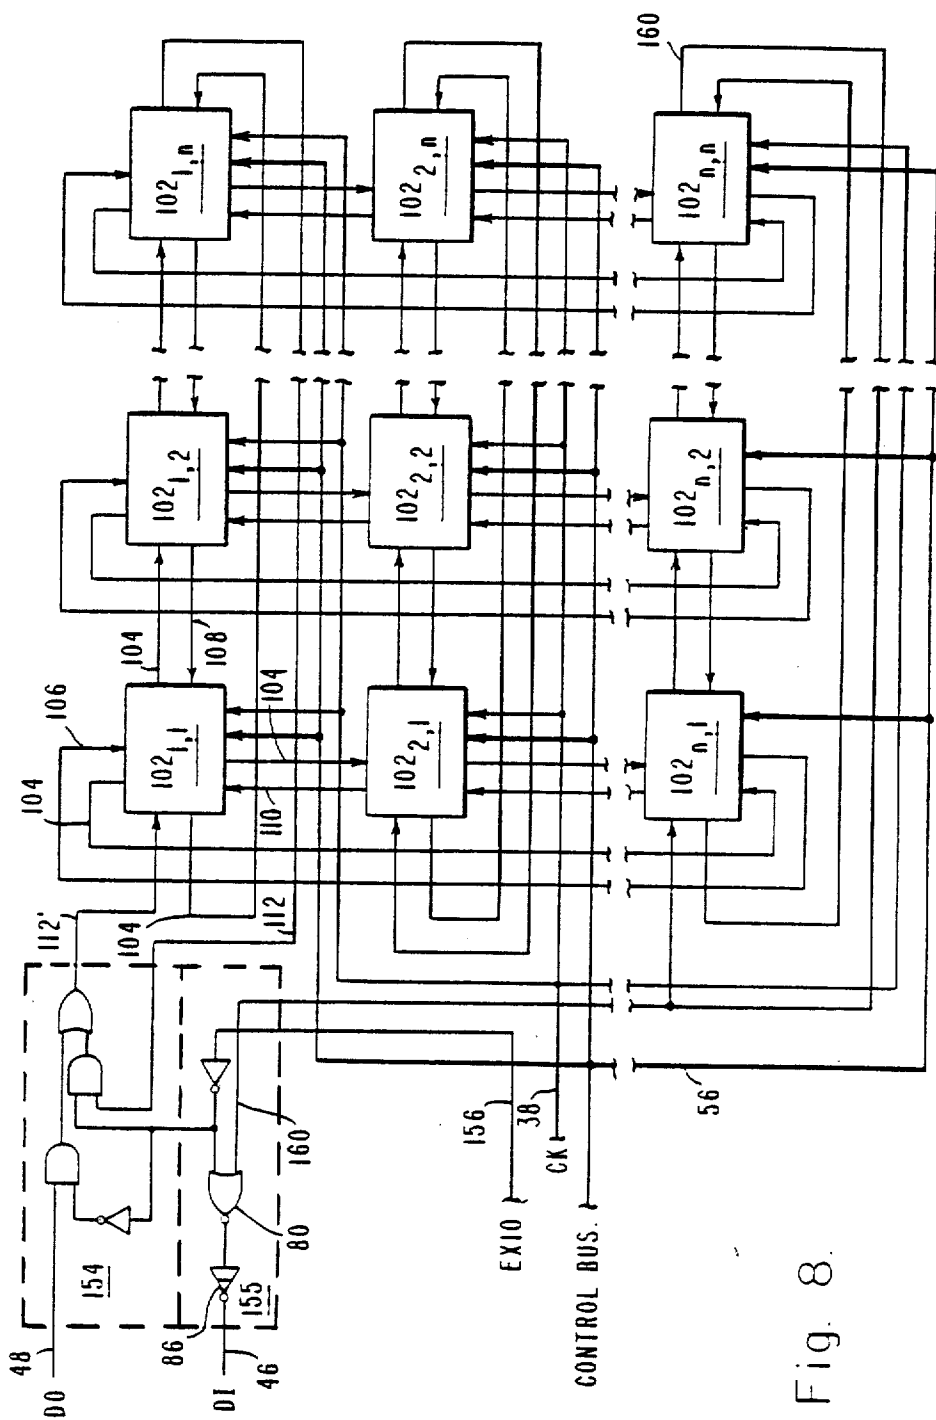 160
102 1,n
102 2,n
102 n,n
102 1,2
102 2,2
102 n,2
104
108
106
104
102 1,1
104
110
102 2,1
102 n,1
112'
104
112
154
160
80
155
86
48
DO
46
DI
156
EXIO
38
CK
CONTROL BUS.
56
Fig. 8.